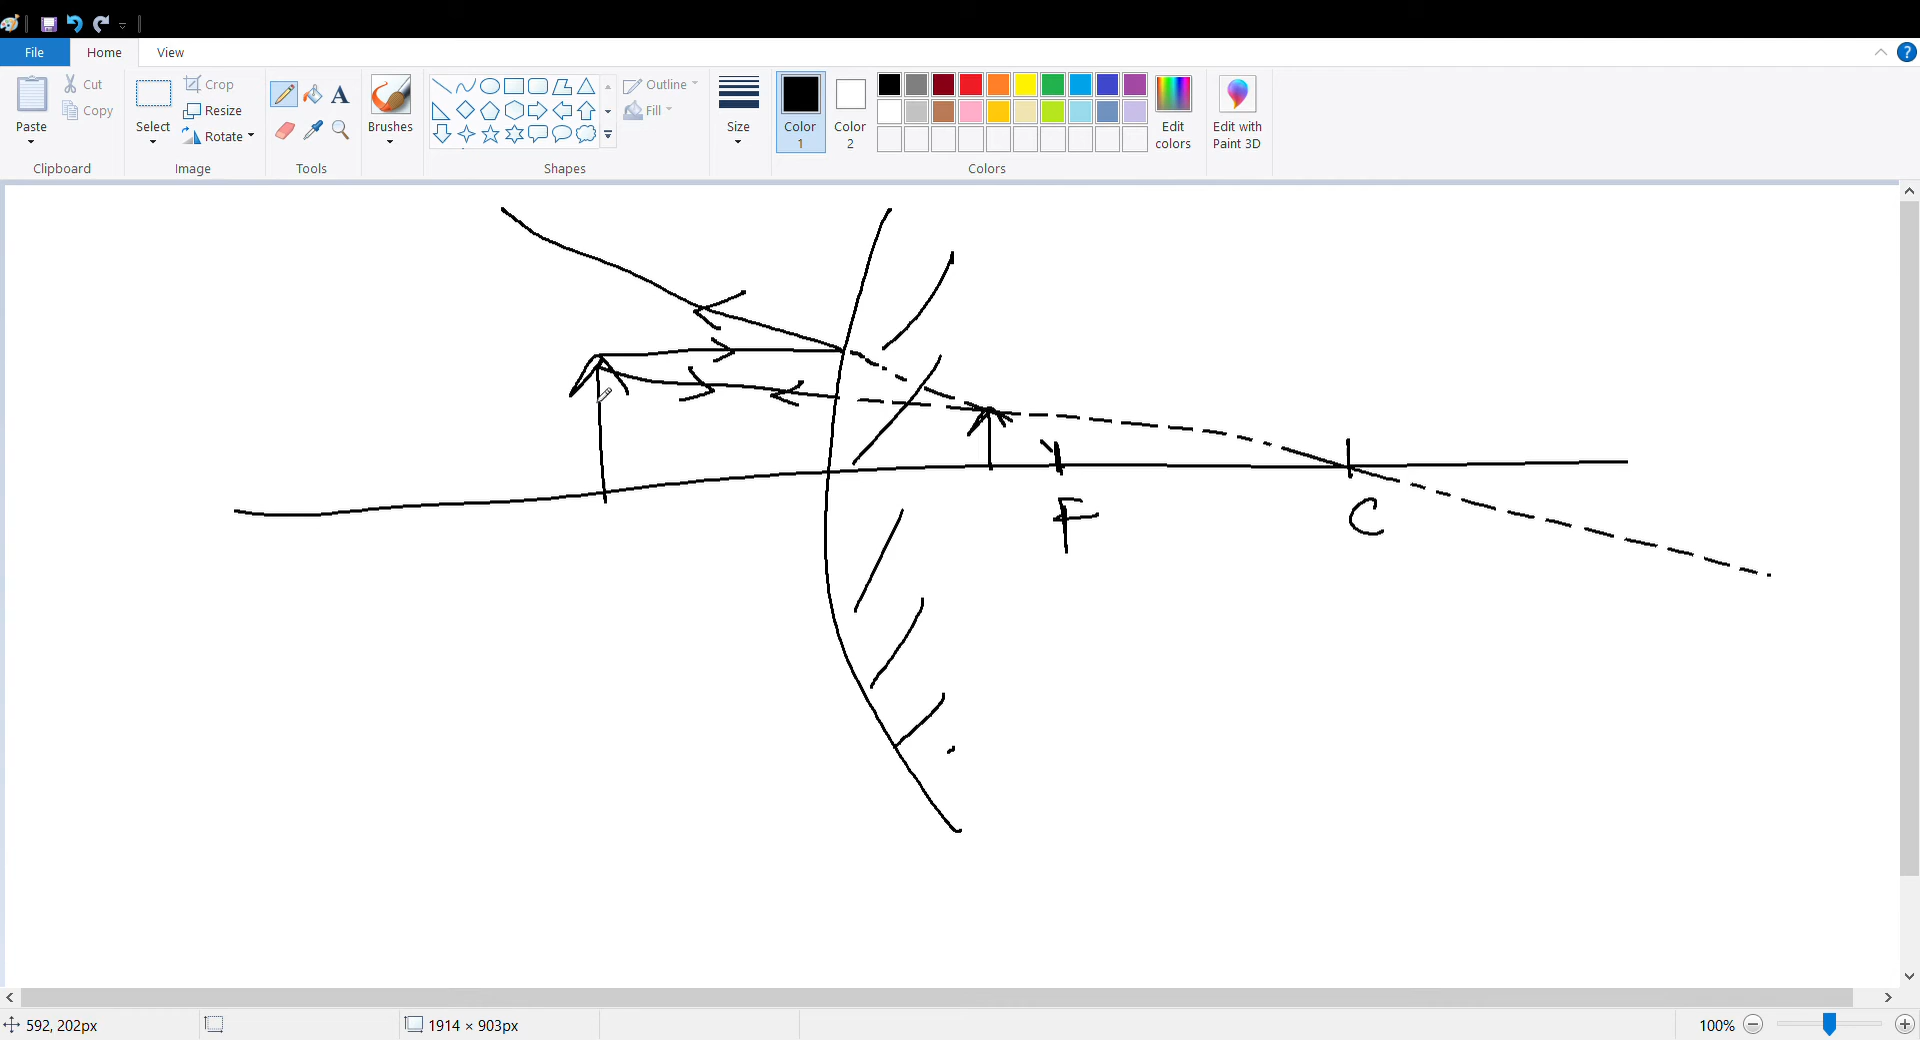 File Home View
?
Paste
Cut
Copy
Clipboard
Select
Crop
Resize
Rotate
Image
A
Tools
Brushes
Shapes
Outline
Fill
Size
Color
1
Color
2
Colors
Edit
colors
Edit with
Paint 3D
F
C
592, 202px
1914 × 903px
100%